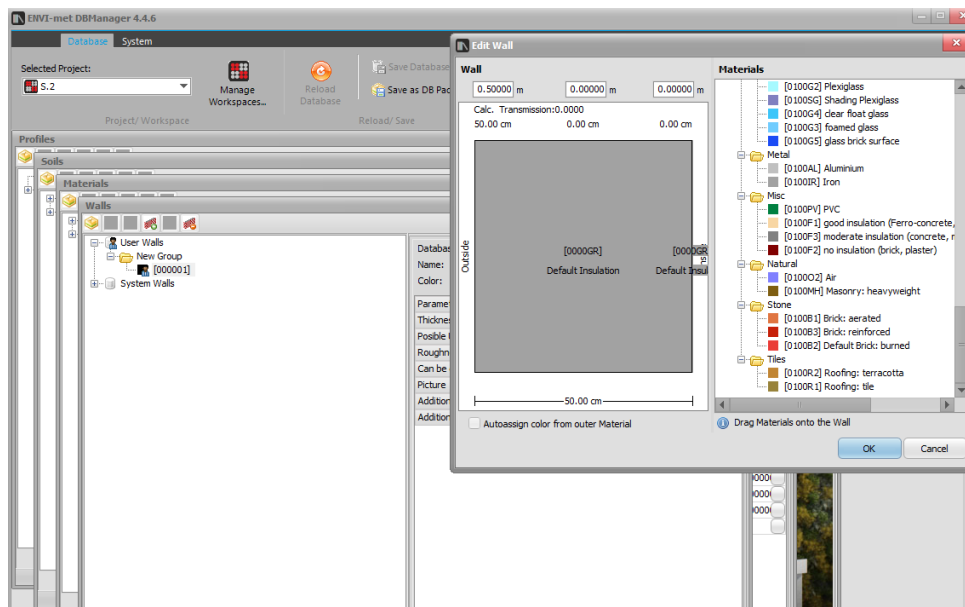 ENVI-met DBManager 4.4.6
Database System
Selected Project:
S.2
Manage
Workspaces...
Reload
Database
Save Database
Save as DB Pac
Project/ Workspace
Reload/ Save
Profiles
Soils
Materials
Walls
User Walls
New Group
[000001]
System Walls
Databas
Name:
Color:
Parame
Thicknes
Posible
Roughn
Can be
Picture
Addition
Addition
Edit Wall
Wall
0.50000 m 0.00000 m 0.00000 m
Calc. Transmission:0.0000
50.00 cm 0.00 cm 0.00 cm
Outside
[0000GR] [0000GR
Default Insulation Default Insul
50.00 cm
Autoassign color from outer Material
Materials
[0100G2] Plexiglass
[0100SG] Shading Plexiglass
[0100G4] clear float glass
[0100G3] foamed glass
[0100G5] glass brick surface
Metal
[0100AL] Aluminium
[0100IR] Iron
Misc
[0100PV] PVC
[0100F1] good insulation (Ferro-concrete,
[0100F3] moderate insulation (concrete, r
[0100F2] no insulation (brick, plaster)
Natural
[0100O2] Air
[0100MH] Masonry: heavyweight
Stone
[0100B1] Brick: aerated
[0100B3] Brick: reinforced
[0100B2] Default Brick: burned
Tiles
[0100R2] Roofing: terracotta
[0100R1] Roofing: tile
Drag Materials onto the Wall
OK Cancel